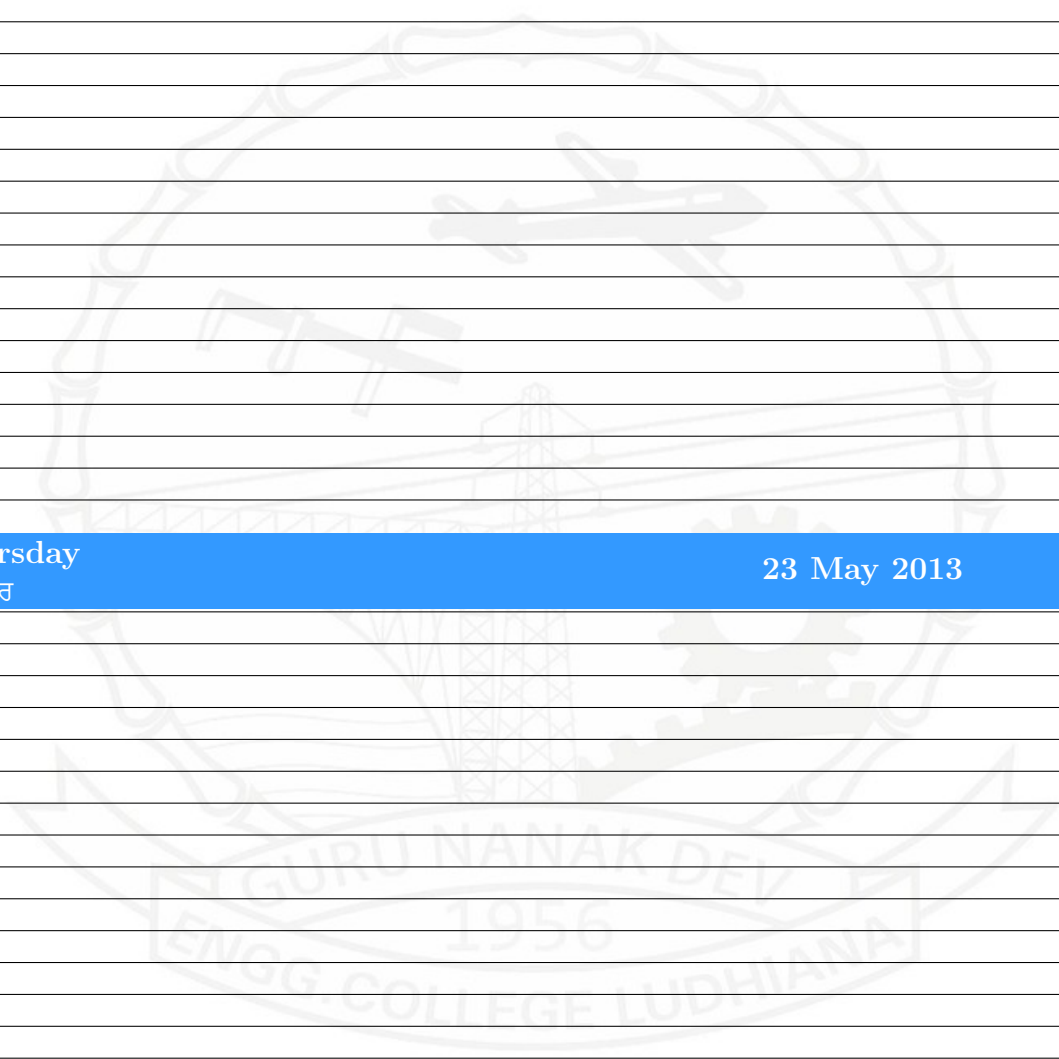 rsday
ਰ
23 May 2013
GURU NANAK DEV
1956
ENGG. COLLEGE LUDHIANA